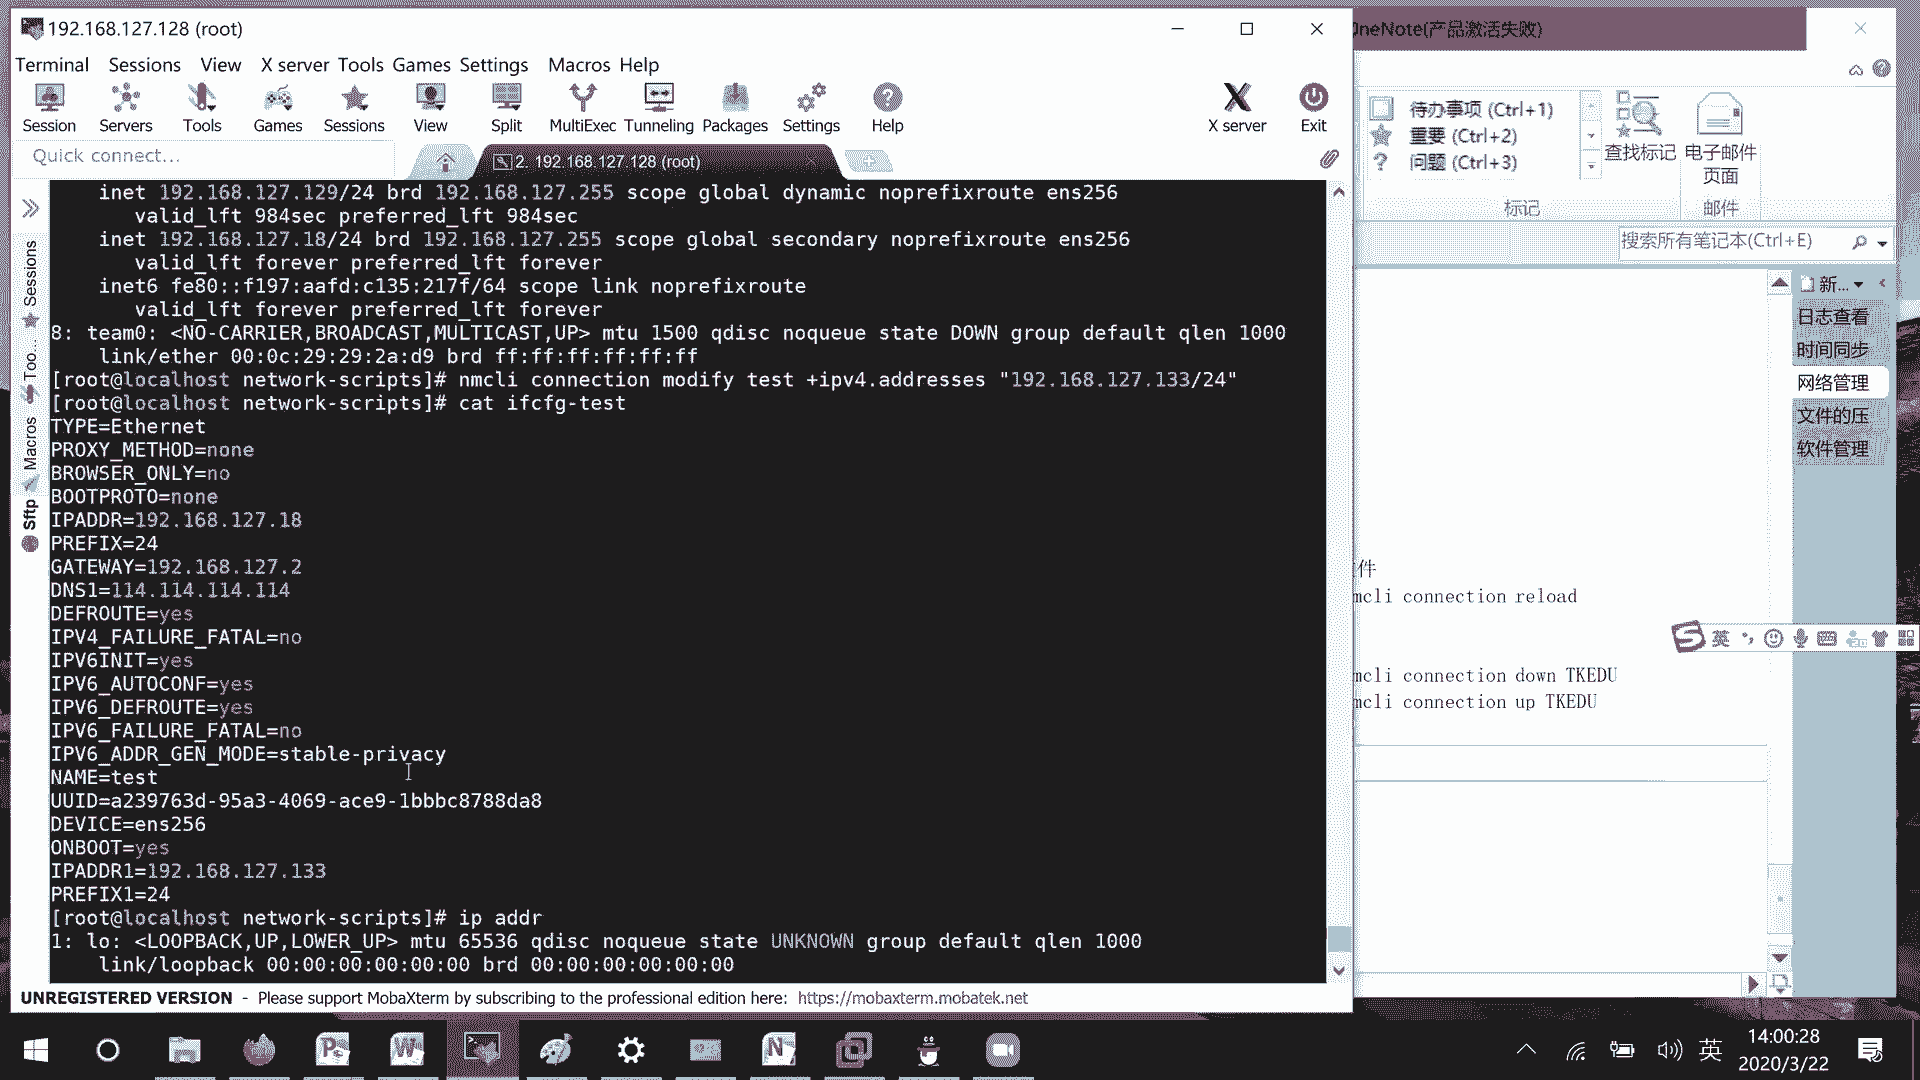 192.168.127.128 (root)
Terminal Sessions View X server Tools Games Settings Macros Help
Session Servers Tools Games Sessions View Split MultiExec Tunneling Packages Settings Help X server Exit
Quick connect...
2. 192.168.127.128 (root)
Sessions
Too...
Macros
Sftp
inet 192.168.127.129/24 brd 192.168.127.255 scope global dynamic noprefixroute ens256
valid_lft 984sec preferred_lft 984sec
inet 192.168.127.18/24 brd 192.168.127.255 scope global secondary noprefixroute ens256
valid_lft forever preferred_lft forever
inet6 fe80::f197:aafd:c135:217f/64 scope link noprefixroute
valid_lft forever preferred_lft forever
8: team0: <NO-CARRIER,BROADCAST,MULTICAST,UP> mtu 1500 qdisc noqueue state DOWN group default qlen 1000
link/ether 00:0c:29:29:2a:d9 brd ff:ff:ff:ff:ff:ff
[root@localhost network-scripts]# nmcli connection modify test +ipv4.addresses "192.168.127.133/24"
[root@localhost network-scripts]# cat ifcfg-test
TYPE=Ethernet
PROXY_METHOD=none
BROWSER_ONLY=no
BOOTPROTO=none
IPADDR=192.168.127.18
PREFIX=24
GATEWAY=192.168.127.2
DNS1=114.114.114.114
DEFROUTE=yes
IPV4_FAILURE_FATAL=no
IPV6INIT=yes
IPV6_AUTOCONF=yes
IPV6_DEFROUTE=yes
IPV6_FAILURE_FATAL=no
IPV6_ADDR_GEN_MODE=stable-privacy
NAME=test
UUID=a239763d-95a3-4069-ace9-1bbbc8788da8
DEVICE=ens256
ONBOOT=yes
IPADDR1=192.168.127.133
PREFIX1=24
[root@localhost network-scripts]# ip addr
1: lo: <LOOPBACK,UP,LOWER_UP> mtu 65536 qdisc noqueue state UNKNOWN group default qlen 1000
link/loopback 00:00:00:00:00:00 brd 00:00:00:00:00:00
UNREGISTERED VERSION - Please support MobaXterm by subscribing to the professional edition here: https://mobaxterm.mobatek.net
OneNote(产品激活失败)
待办事项 (Ctrl+1)
重要 (Ctrl+2)
问题 (Ctrl+3)
标记
查找标记
电子邮件
页面
邮件
搜索所有笔记本(Ctrl+E)
新...
日志查看
时间同步
网络管理
文件的压
软件管理
件
mcli connection reload
mcli connection down TKEDU
mcli connection up TKEDU
英
英
14:00:28
2020/3/22